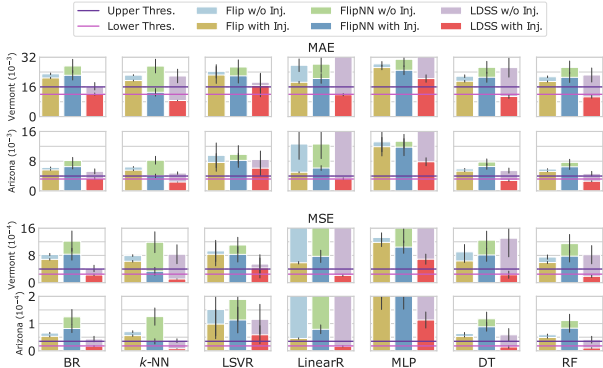 Upper Thres. Flip w/o Inj. FlipNN w/o Inj. LDSS w/o Inj.
Lower Thres. Flip with Inj. FlipNN with Inj. LDSS with Inj.
MAE
Vermont (10⁻³)
32
16
0
Arizona (10⁻³)
16
8
0
MSE
Vermont (10⁻⁴)
16
8
0
Arizona (10⁻⁴)
2
1
0
BR k-NN LSVR LinearR MLP DT RF